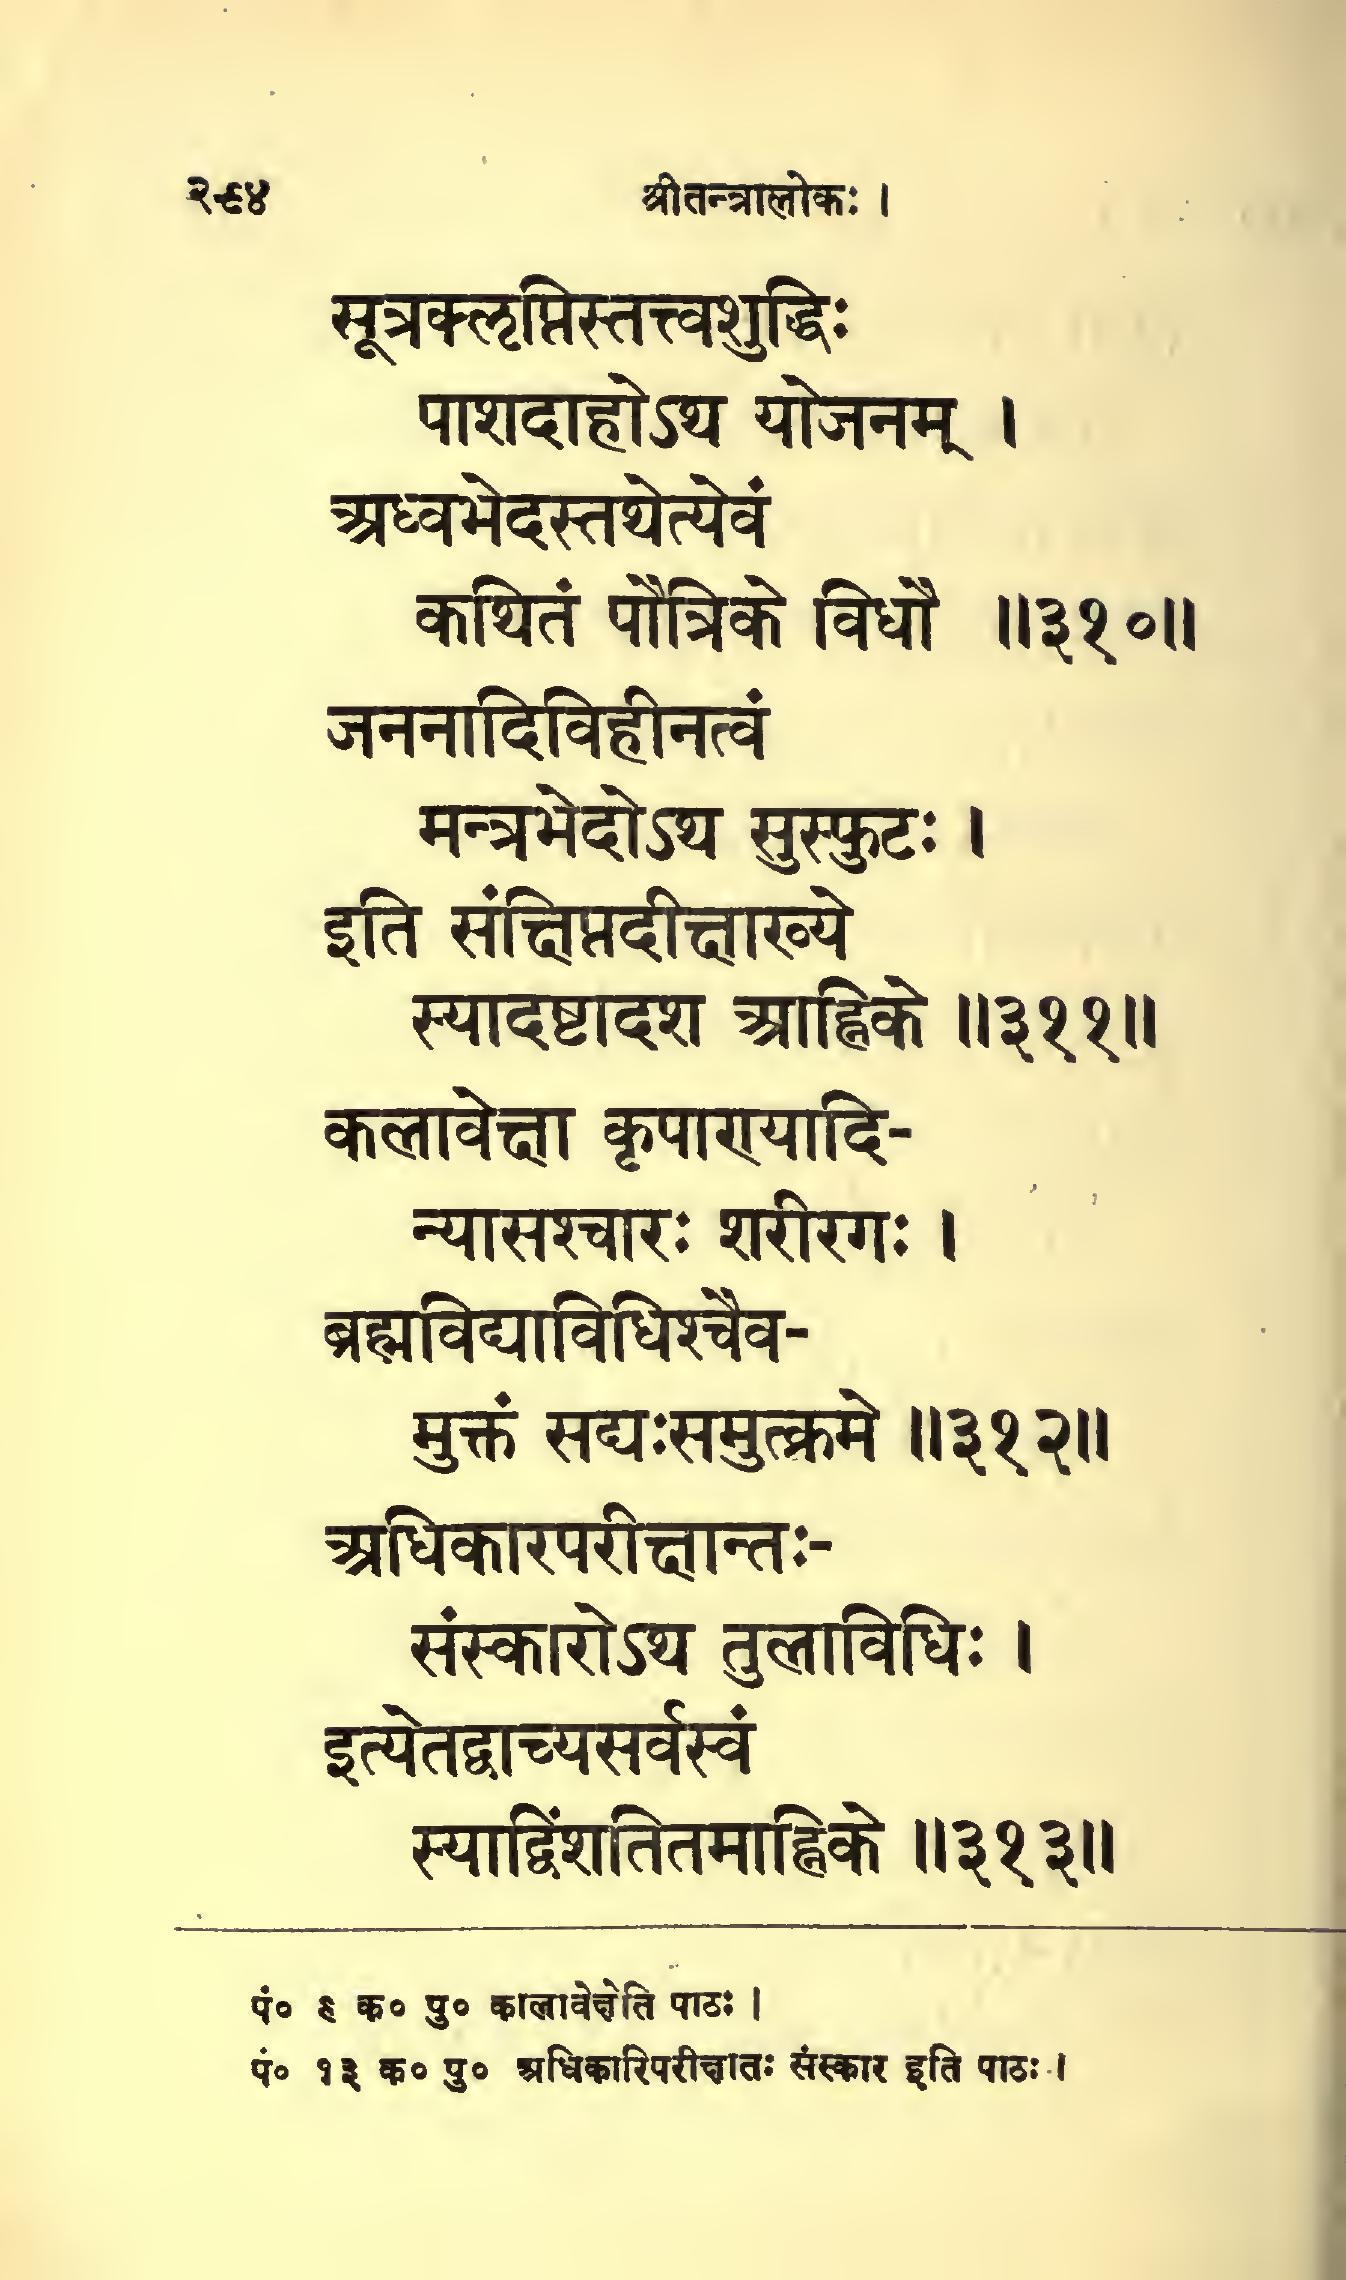 २९४ श्रीतन्त्रालोकः ।
सूत्रक्लृप्तिस्तत्त्वशुद्धिः
पाशदाहोऽथ योजनम् ।
अध्वभेदस्तथेत्येवं
कथितं पौत्रिके विधौ ॥३१०॥
जननादिविहीनत्वं
मन्त्रभेदोऽथ सुस्फुटः ।
इति संक्षिप्तदीक्षाख्ये
स्यादष्टादश आह्निके ॥३११॥
कलावेक्षा कृपाण्यादि-
न्यासश्चारः शरीरगः ।
ब्रह्मविद्याविधिश्चैव-
मुक्तं सद्यःसमुत्क्रमे ॥३१२॥
अधिकारपरीक्षान्तः-
संस्कारोऽथ तुलाविधिः ।
इत्येतद्वाच्यसर्वस्वं
स्याद्विंशतितमाह्निके ॥३१३॥
पं० ९ क० पु० कालावेक्षेति पाठः ।
पं० १३ क० पु० अधिकारिपरीक्षातः संस्कार इति पाठः ।